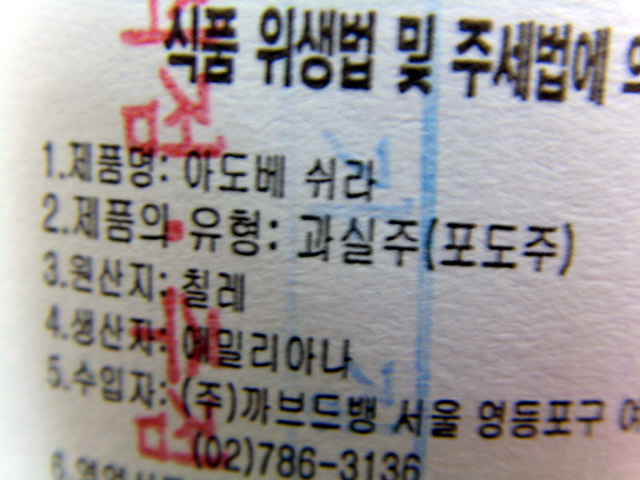 식품 위생법 및 주세법에
1.제품명: 아도베 쉬라
2.제품의 유형: 과실주(포도주)
3.원산지: 칠레
4.생산자: 에밀리아나
5.수입자: (주)까브드뱅 서울 영등포구
(02)786-3136